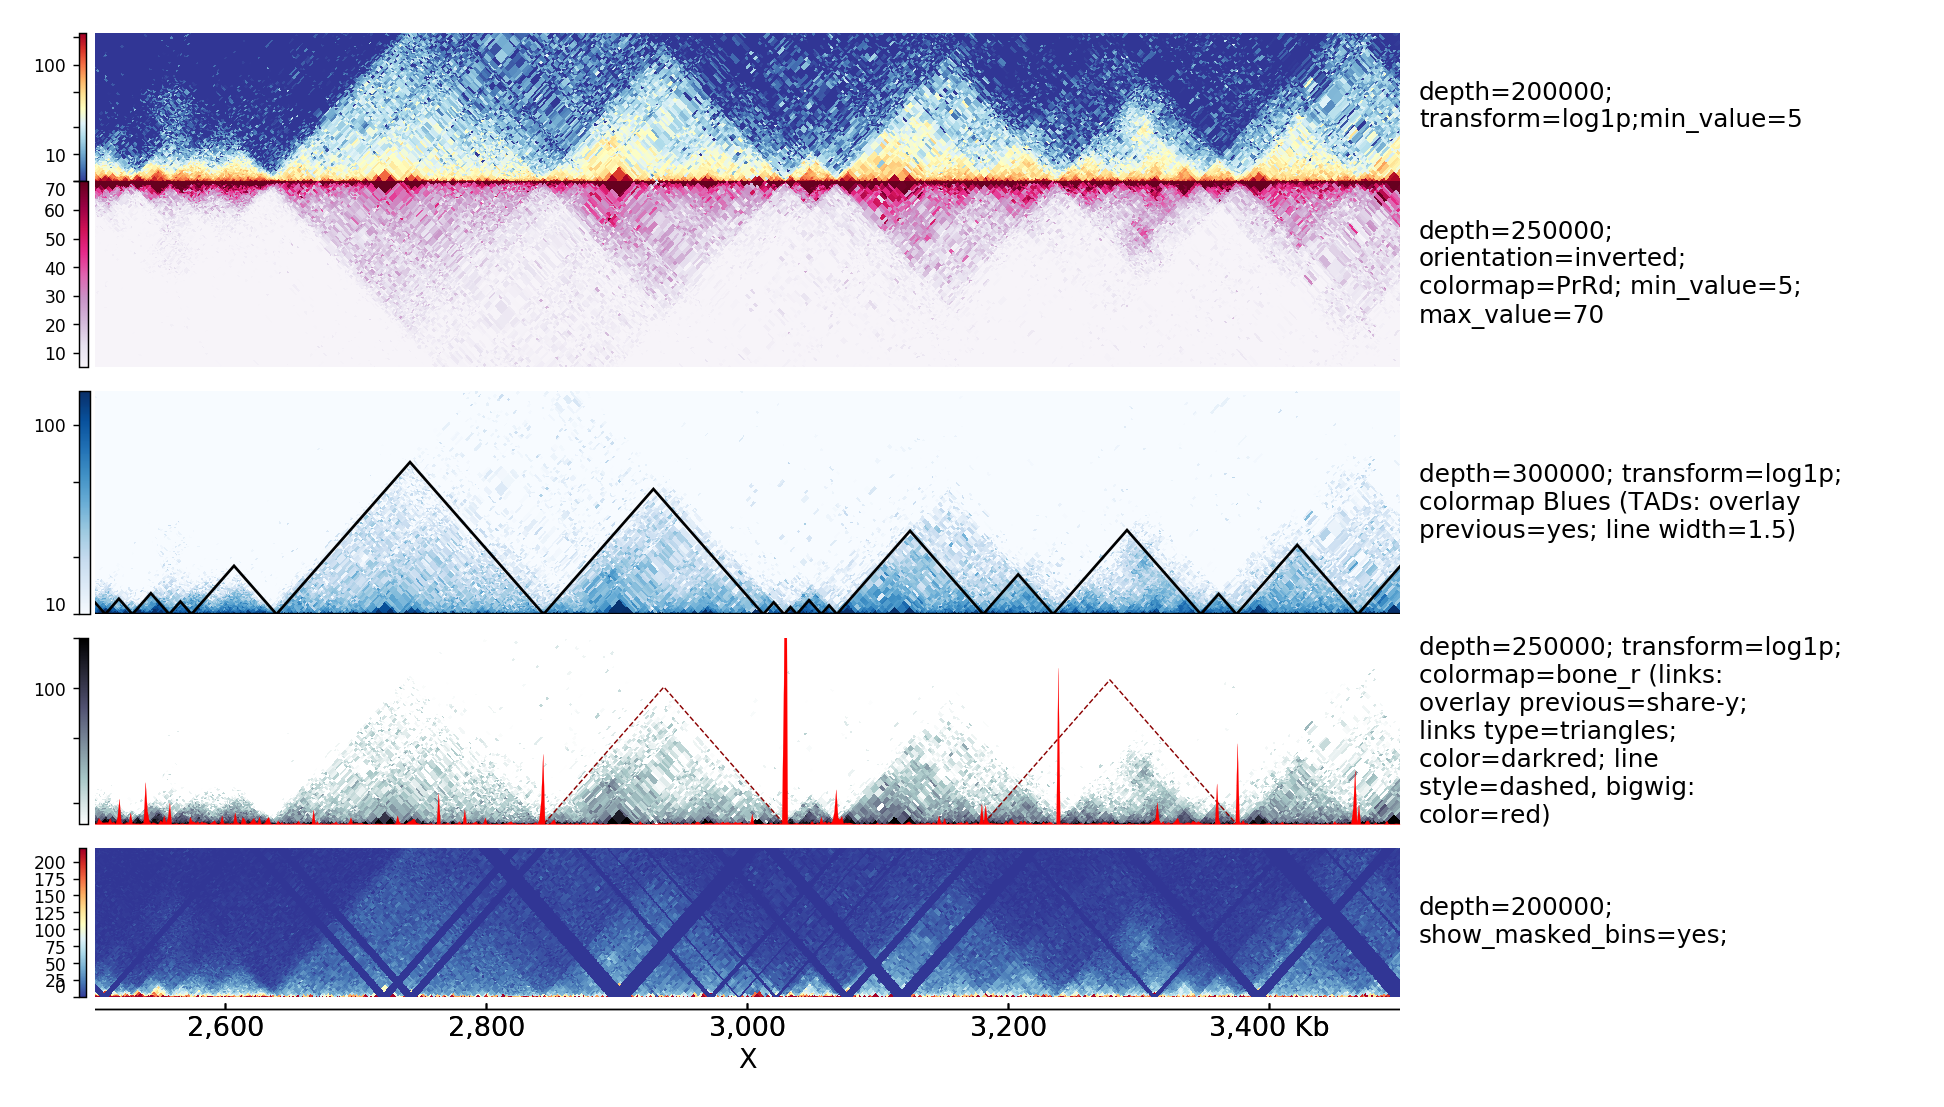 100
10
depth=200000;
transform=log1p;min_value=5
70
60
50
40
30
20
10
depth=250000;
orientation=inverted;
colormap=PrRd; min_value=5;
max_value=70
100
10
depth=300000; transform=log1p;
colormap Blues (TADs: overlay
previous=yes; line width=1.5)
100
depth=250000; transform=log1p;
colormap=bone_r (links:
overlay previous=share-y;
links type=triangles;
color=darkred; line
style=dashed, bigwig:
color=red)
200
175
150
125
100
75
50
25
0
depth=200000;
show_masked_bins=yes;
2,600 2,800 3,000 3,200 3,400 Kb
X